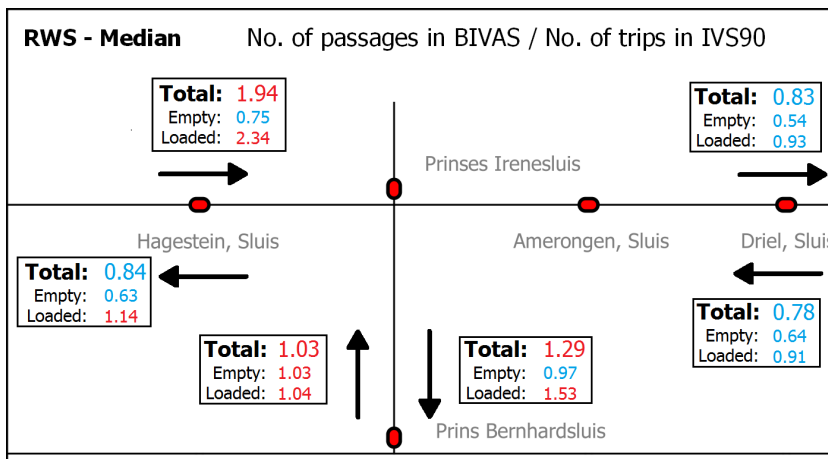 RWS - Median No. of passages in BIVAS / No. of trips in IVS90
Total: 1.94
Empty: 0.75
Loaded: 2.34
Total: 0.83
Empty: 0.54
Loaded: 0.93
Prinses Irenesluis
Hagestein, Sluis
Amerongen, Sluis
Driel, Sluis
Total: 0.84
Empty: 0.63
Loaded: 1.14
Total: 0.78
Empty: 0.64
Loaded: 0.91
Total: 1.03
Empty: 1.03
Loaded: 1.04
Total: 1.29
Empty: 0.97
Loaded: 1.53
Prins Bernhardsluis